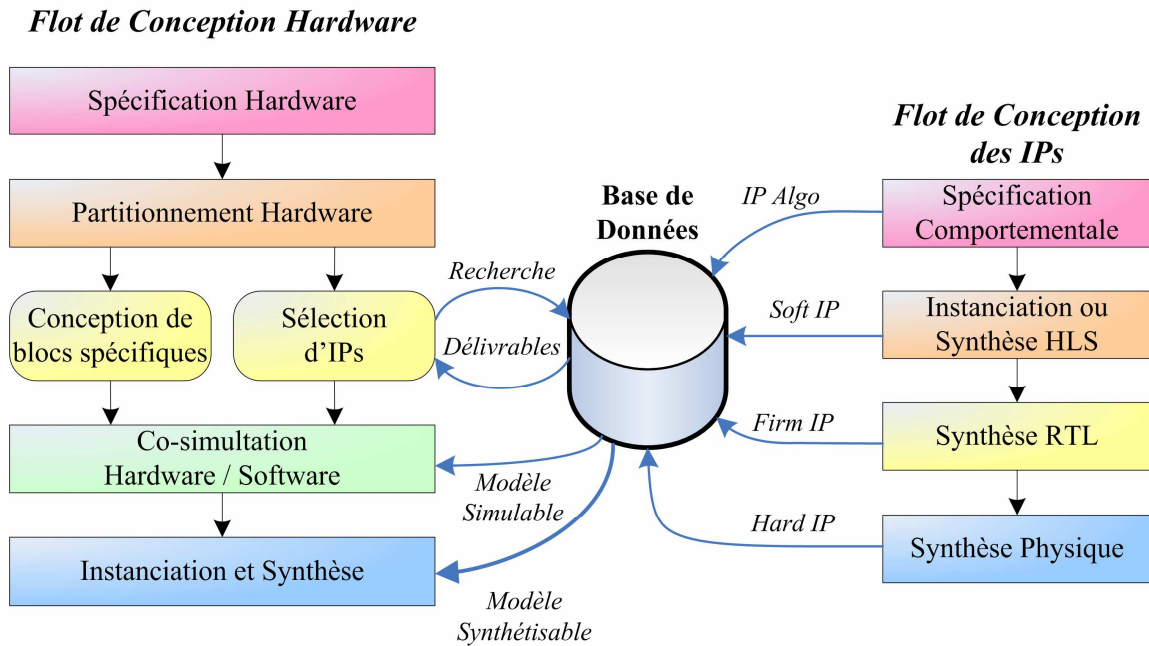 Flot de Conception Hardware
Spécification Hardware
Partitionnement Hardware
Conception de
blocs spécifiques
Sélection
d’IPs
Co-simultation
Hardware / Software
Instanciation et Synthèse
Recherche
Délivrables
Modèle
Simulable
Modèle
Synthétisable
Base de
Données
IP Algo
Soft IP
Firm IP
Hard IP
Flot de Conception
des IPs
Spécification
Comportementale
Instanciation ou
Synthèse HLS
Synthèse RTL
Synthèse Physique